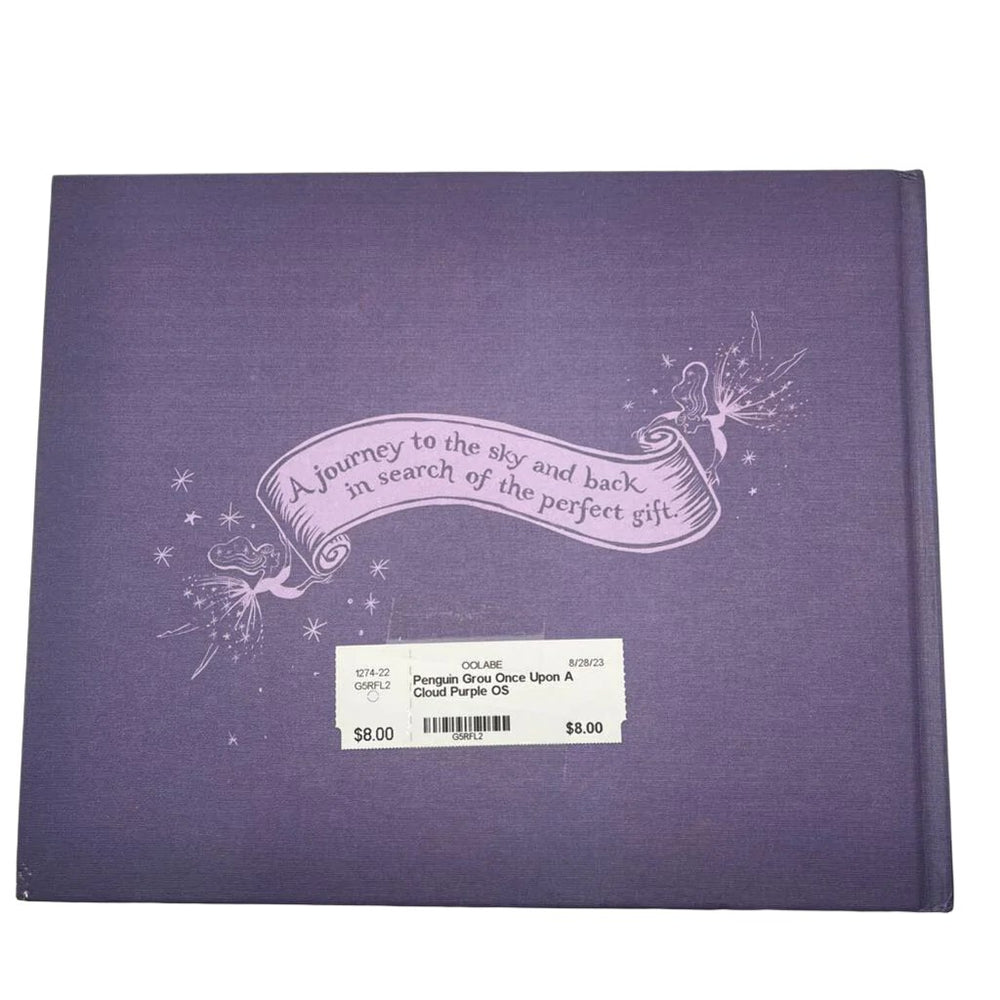 A journey to the sky and back
in search of the perfect gift.
1274-22
G5RFL2
$8.00
OOLABE
8/28/23
Penguin Grou Once Upon A
Cloud Purple OS
G5RFL2
$8.00